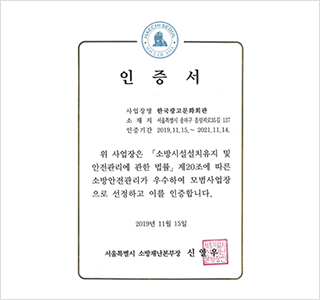 HAECHI SEOUL
인 증 서
사업장명 한국광고문화회관
소 재 지 서울특별시 송파구 올림픽로35길 137
인증기간 2019.11.15. ~ 2021.11.14.
위 사업장은 「소방시설설치유지 및
안전관리에 관한 법률」 제20조에 따른
소방안전관리가 우수하여 모범사업장
으로 선정하고 이를 인증합니다.
2019년 11월 15일
서울특별시 소방재난본부장 신 열 우